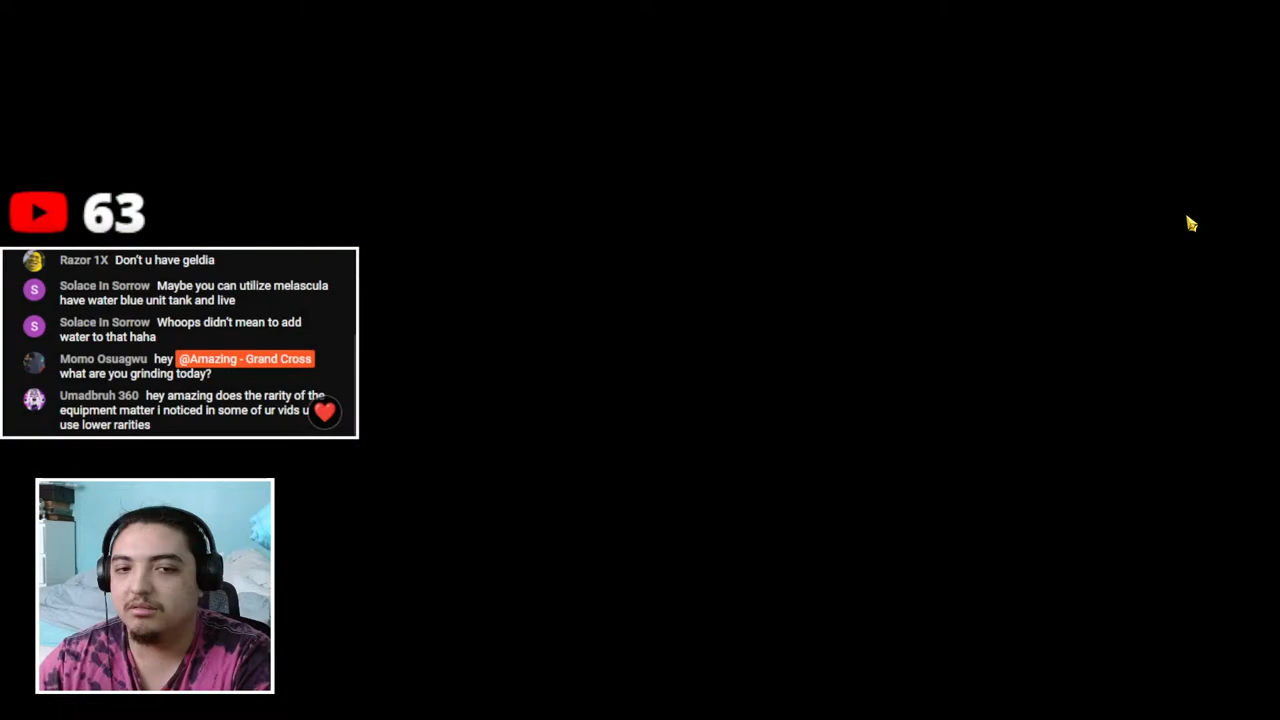 63
Razor 1X Don't u have geldia
Solace In Sorrow Maybe you can utilize melascula
have water blue unit tank and live
Solace In Sorrow Whoops didn't mean to add
water to that haha
Momo Osuagwu hey @Amazing - Grand Cross
what are you grinding today?
Umadbruh 360 hey amazing does the rarity of the
equipment matter i noticed in some of ur vids u
use lower rarities
S
S